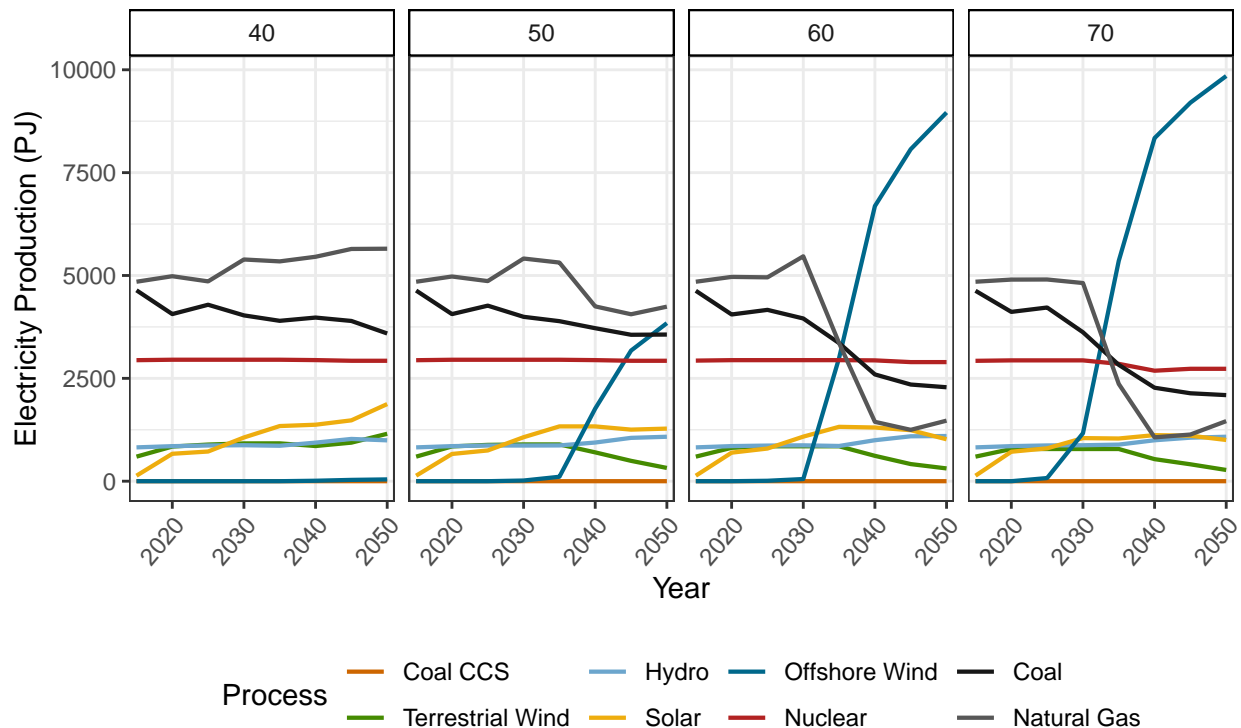 40 50 60 70
Electricity Production (PJ)
10000
7500
5000
2500
0
2020 2030 2040 2050 2020 2030 2040 2050 2020 2030 2040 2050 2020 2030 2040 2050
Year
Process
Coal CCS Hydro Offshore Wind Coal
Terrestrial Wind Solar Nuclear Natural Gas